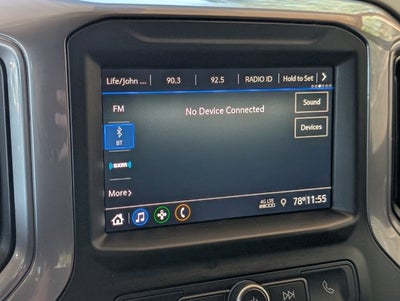 Life/John ... 90.3 92.5 RADIO ID Hold to Set
FM
No Device Connected
Sound
BT
Devices
SiriusXM
More
4G LTE 78° 11:55